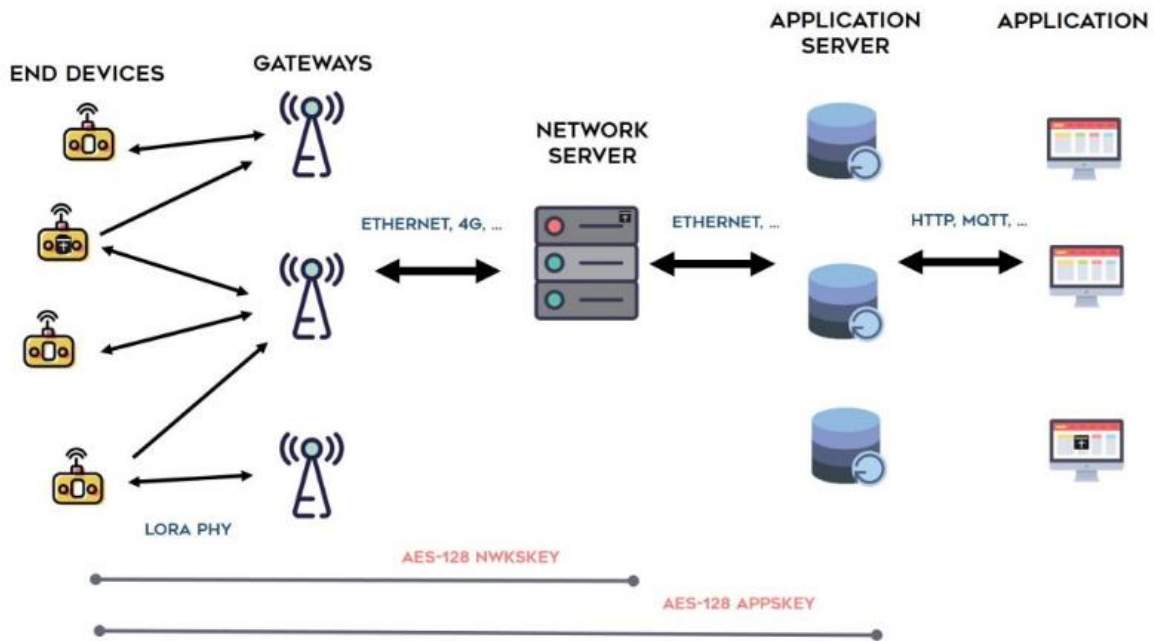 END DEVICES
GATEWAYS
NETWORK
SERVER
APPLICATION
SERVER
APPLICATION
ETHERNET, 4G, ...
ETHERNET, ...
HTTP, MQTT, ...
LORA PHY
AES-128 NWKSKEY
AES-128 APPSKEY